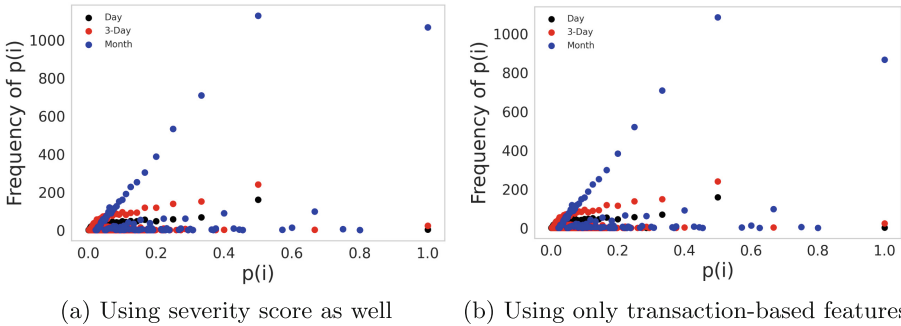 Day
3-Day
Month
Frequency of p(i)
1000
800
600
400
200
0
0.0 0.2 0.4 0.6 0.8 1.0
p(i)
(a) Using severity score as well
Day
3-Day
Month
Frequency of p(i)
1000
800
600
400
200
0
0.0 0.2 0.4 0.6 0.8 1.0
p(i)
(b) Using only transaction-based features